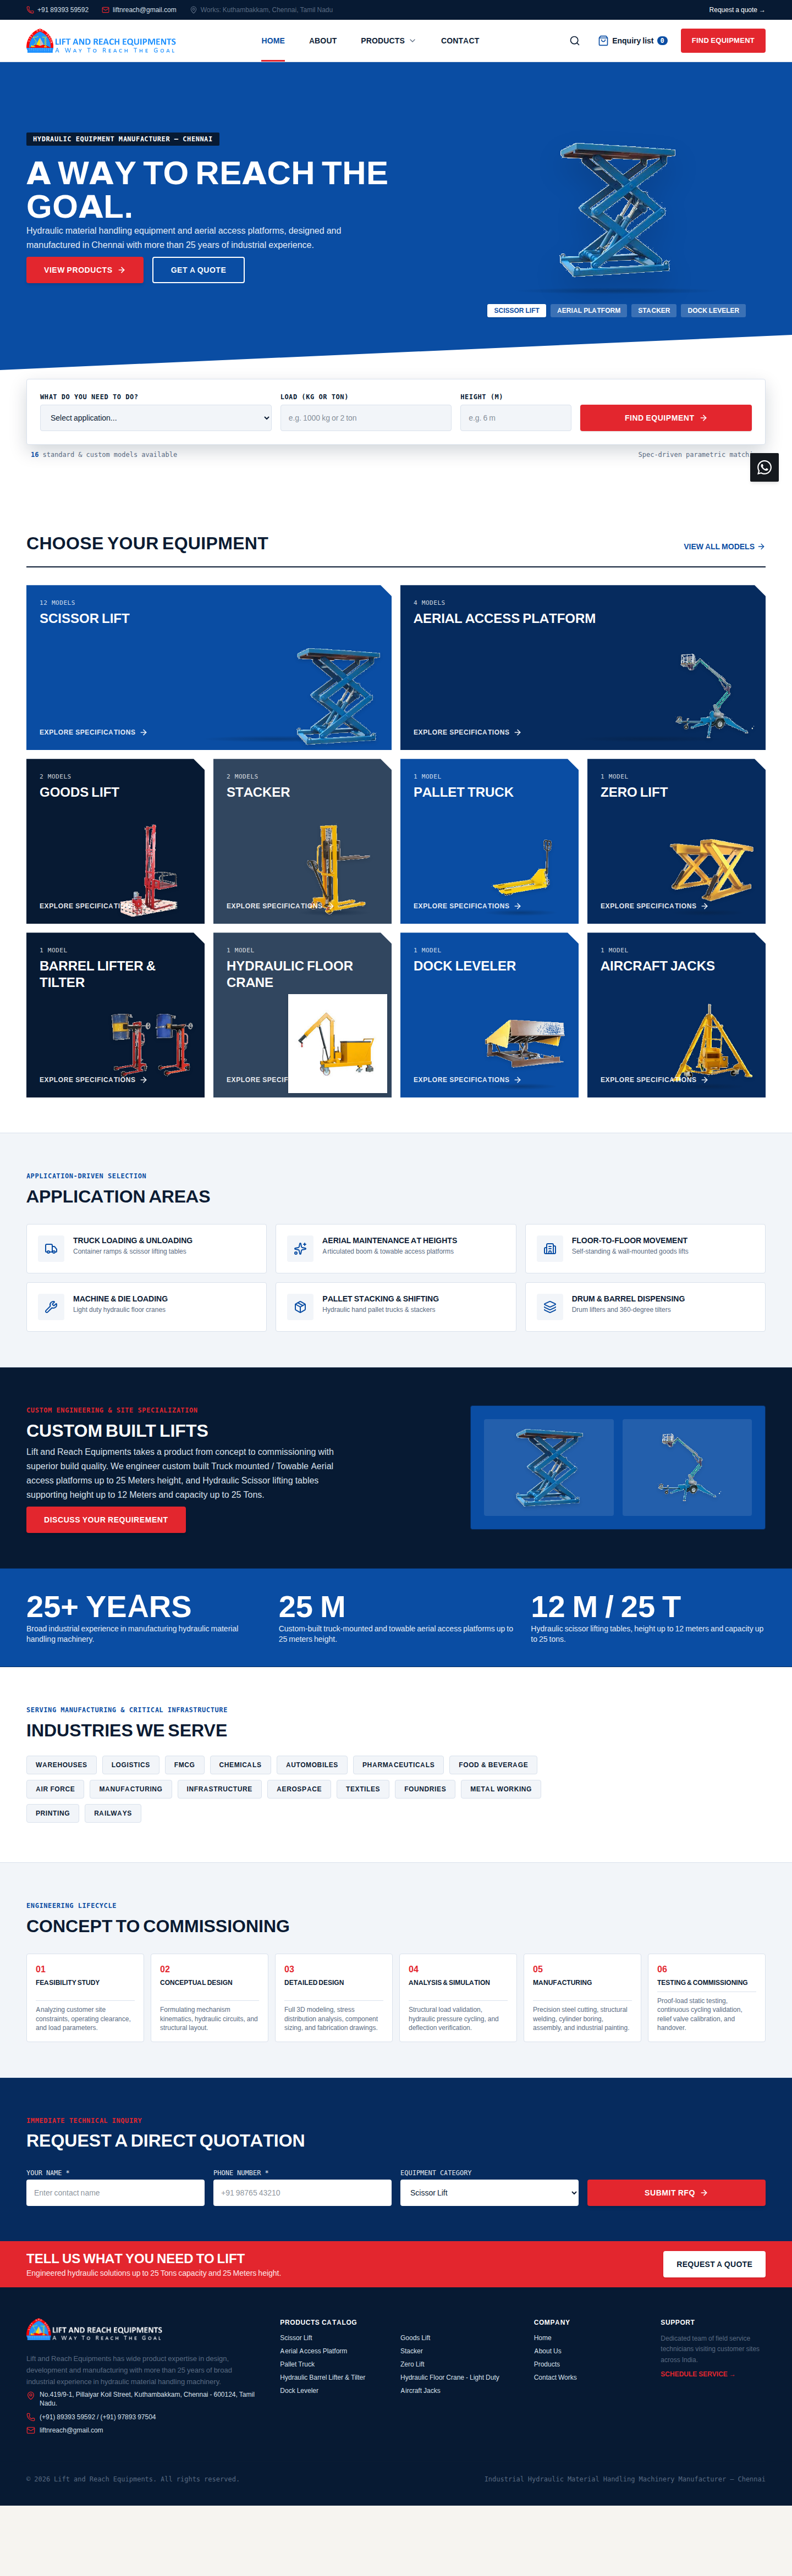 +91 89393 59592
liftnreach@gmail.com
Works: Kuthambakkam, Chennai, Tamil Nadu
Request a quote →
LIFT AND REACH EQUIPMENTS
A Way To Reach The Goal
HOME
ABOUT
PRODUCTS
CONTACT
Enquiry list 0
FIND EQUIPMENT
HYDRAULIC EQUIPMENT MANUFACTURER — CHENNAI
A WAY TO REACH THE
GOAL.
Hydraulic material handling equipment and aerial access platforms, designed and
manufactured in Chennai with more than 25 years of industrial experience.
VIEW PRODUCTS →
GET A QUOTE
SCISSOR LIFT
AERIAL PLATFORM
STACKER
DOCK LEVELER
WHAT DO YOU NEED TO DO?
LOAD (KG OR TON)
HEIGHT (M)
Select application...
e.g. 1000 kg or 2 ton
e.g. 6 m
FIND EQUIPMENT →
16 standard & custom models available
Spec-driven parametric match
CHOOSE YOUR EQUIPMENT
VIEW ALL MODELS →
12 MODELS
SCISSOR LIFT
EXPLORE SPECIFICATIONS →
4 MODELS
AERIAL ACCESS PLATFORM
EXPLORE SPECIFICATIONS →
2 MODELS
GOODS LIFT
EXPLORE SPECIFICATI
2 MODELS
STACKER
EXPLORE SPECIFICATIONS
1 MODEL
PALLET TRUCK
EXPLORE SPECIFICATIONS →
1 MODEL
ZERO LIFT
EXPLORE SPECIFICATIONS →
1 MODEL
BARREL LIFTER &
TILTER
EXPLORE SPECIFICATIONS →
1 MODEL
HYDRAULIC FLOOR
CRANE
EXPLORE SPECIF
1 MODEL
DOCK LEVELER
EXPLORE SPECIFICATIONS →
1 MODEL
AIRCRAFT JACKS
EXPLORE SPECIFICATIONS →
APPLICATION-DRIVEN SELECTION
APPLICATION AREAS
TRUCK LOADING & UNLOADING
Container ramps & scissor lifting tables
AERIAL MAINTENANCE AT HEIGHTS
Articulated boom & towable access platforms
FLOOR-TO-FLOOR MOVEMENT
Self-standing & wall-mounted goods lifts
MACHINE & DIE LOADING
Light duty hydraulic floor cranes
PALLET STACKING & SHIFTING
Hydraulic hand pallet trucks & stackers
DRUM & BARREL DISPENSING
Drum lifters and 360-degree tilters
CUSTOM ENGINEERING & SITE SPECIALIZATION
CUSTOM BUILT LIFTS
Lift and Reach Equipments takes a product from concept to commissioning with
superior build quality. We engineer custom built Truck mounted / Towable Aerial
access platforms up to 25 Meters height, and Hydraulic Scissor lifting tables
supporting height up to 12 Meters and capacity up to 25 Tons.
DISCUSS YOUR REQUIREMENT
25+ YEARS
Broad industrial experience in manufacturing hydraulic material
handling machinery.
25 M
Custom-built truck-mounted and towable aerial access platforms up to
25 meters height.
12 M / 25 T
Hydraulic scissor lifting tables, height up to 12 meters and capacity up
to 25 tons.
SERVING MANUFACTURING & CRITICAL INFRASTRUCTURE
INDUSTRIES WE SERVE
WAREHOUSES
LOGISTICS
FMCG
CHEMICALS
AUTOMOBILES
PHARMACEUTICALS
FOOD & BEVERAGE
AIR FORCE
MANUFACTURING
INFRASTRUCTURE
AEROSPACE
TEXTILES
FOUNDRIES
METAL WORKING
PRINTING
RAILWAYS
ENGINEERING LIFECYCLE
CONCEPT TO COMMISSIONING
01
FEASIBILITY STUDY
Analyzing customer site
constraints, operating clearance,
and load parameters.
02
CONCEPTUAL DESIGN
Formulating mechanism
kinematics, hydraulic circuits, and
structural layout.
03
DETAILED DESIGN
Full 3D modeling, stress
distribution analysis, component
sizing, and fabrication drawings.
04
ANALYSIS & SIMULATION
Structural load validation,
hydraulic pressure cycling, and
deflection verification.
05
MANUFACTURING
Precision steel cutting, structural
welding, cylinder boring,
assembly, and industrial painting.
06
TESTING & COMMISSIONING
Proof-load static testing,
continuous cycling validation,
relief valve calibration, and
handover.
IMMEDIATE TECHNICAL INQUIRY
REQUEST A DIRECT QUOTATION
YOUR NAME *
PHONE NUMBER *
EQUIPMENT CATEGORY
Enter contact name
+91 98765 43210
Scissor Lift
SUBMIT RFQ →
TELL US WHAT YOU NEED TO LIFT
Engineered hydraulic solutions up to 25 Tons capacity and 25 Meters height.
REQUEST A QUOTE
LIFT AND REACH EQUIPMENTS
A Way To Reach The Goal
Lift and Reach Equipments has wide product expertise in design,
development and manufacturing with more than 25 years of broad
industrial experience in hydraulic material handling machinery.
No.419/9-1, Pillaiyar Koil Street, Kuthambakkam, Chennai - 600124, Tamil
Nadu.
(+91) 89393 59592 / (+91) 97893 97504
liftnreach@gmail.com
PRODUCTS CATALOG
Scissor Lift
Goods Lift
Aerial Access Platform
Stacker
Pallet Truck
Zero Lift
Hydraulic Barrel Lifter & Tilter
Hydraulic Floor Crane - Light Duty
Dock Leveler
Aircraft Jacks
COMPANY
Home
About Us
Products
Contact Works
SUPPORT
Dedicated team of field service
technicians visiting customer sites
across India.
SCHEDULE SERVICE →
© 2026 Lift and Reach Equipments. All rights reserved.
Industrial Hydraulic Material Handling Machinery Manufacturer — Chennai